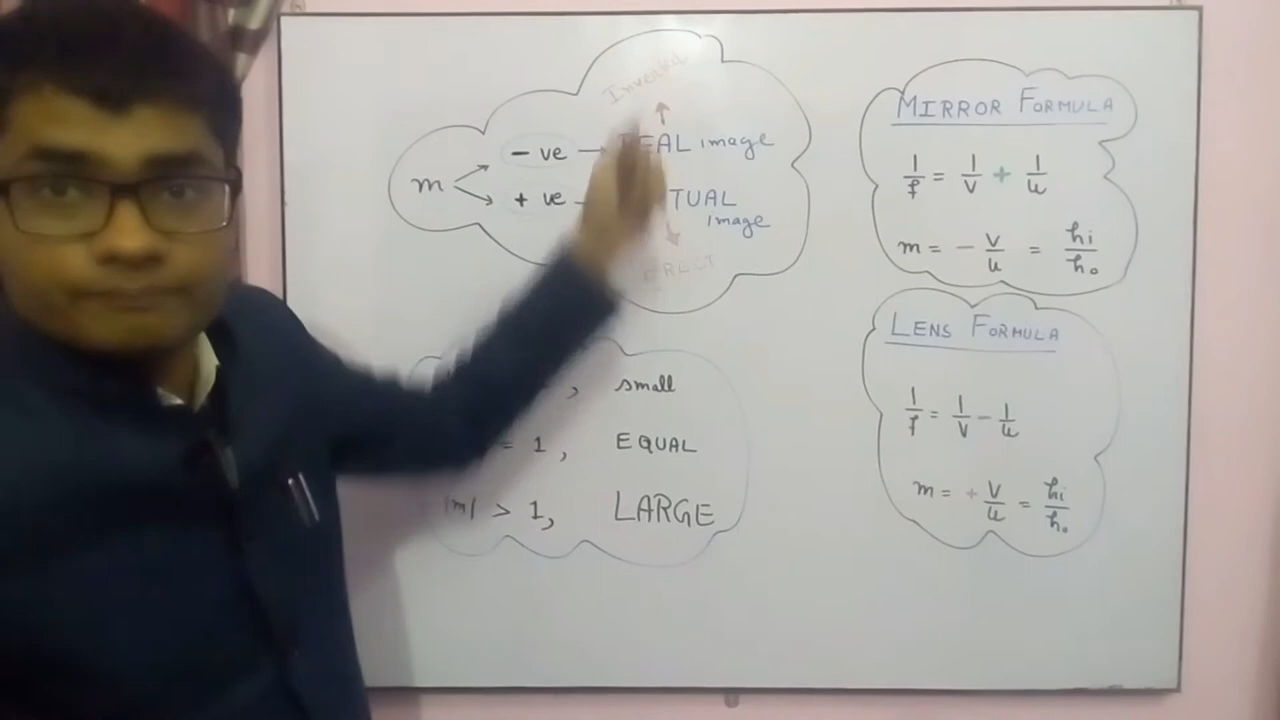 Inverted
m
- ve → REAL image
+ ve - TUAL
image
ERECT
, small
= 1, EQUAL
|m| > 1, LARGE
MIRROR FORMULA
1/f = 1/v + 1/u
m = - v/u = hi/ho
LENS FORMULA
1/f = 1/v - 1/u
m = + v/u = hi/ho